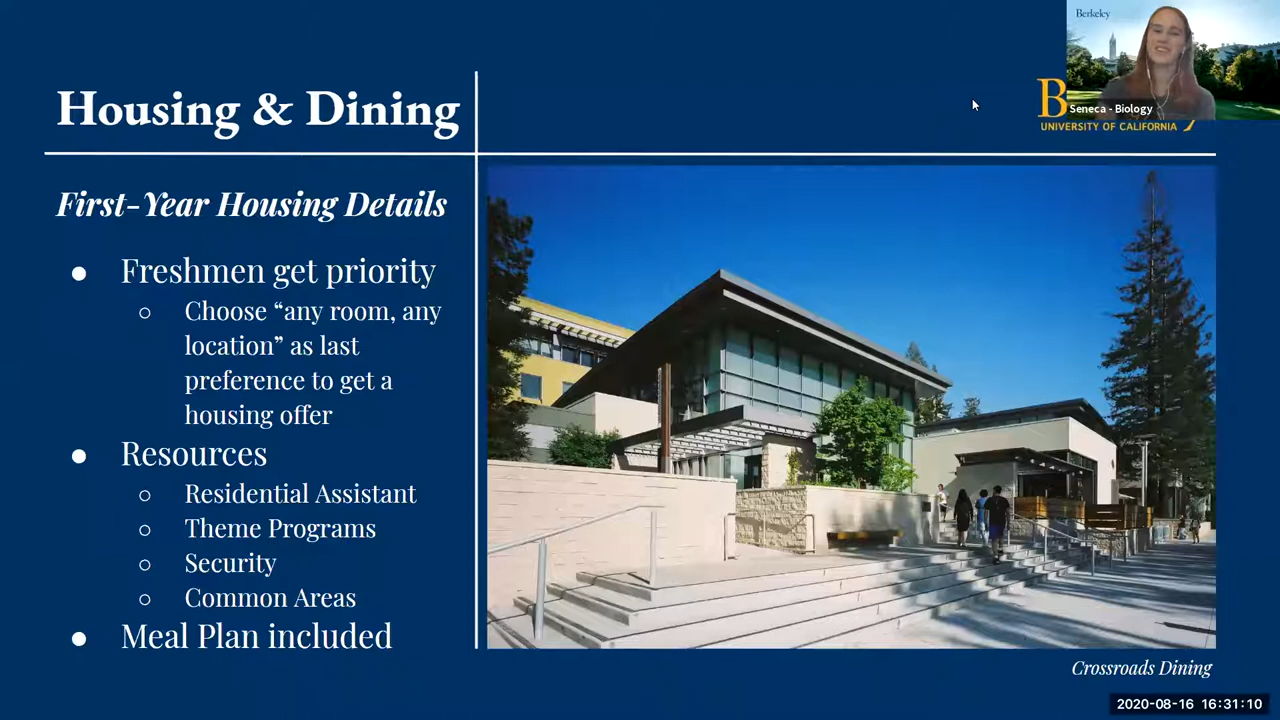 Berkeley
Housing & Dining
B
Seneca - Biology
UNIVERSITY OF CALIFORNIA
First-Year Housing Details
● Freshmen get priority
○ Choose “any room, any
location” as last
preference to get a
housing offer
● Resources
○ Residential Assistant
○ Theme Programs
○ Security
○ Common Areas
● Meal Plan included
Crossroads Dining
2020-08-16 16:31:10